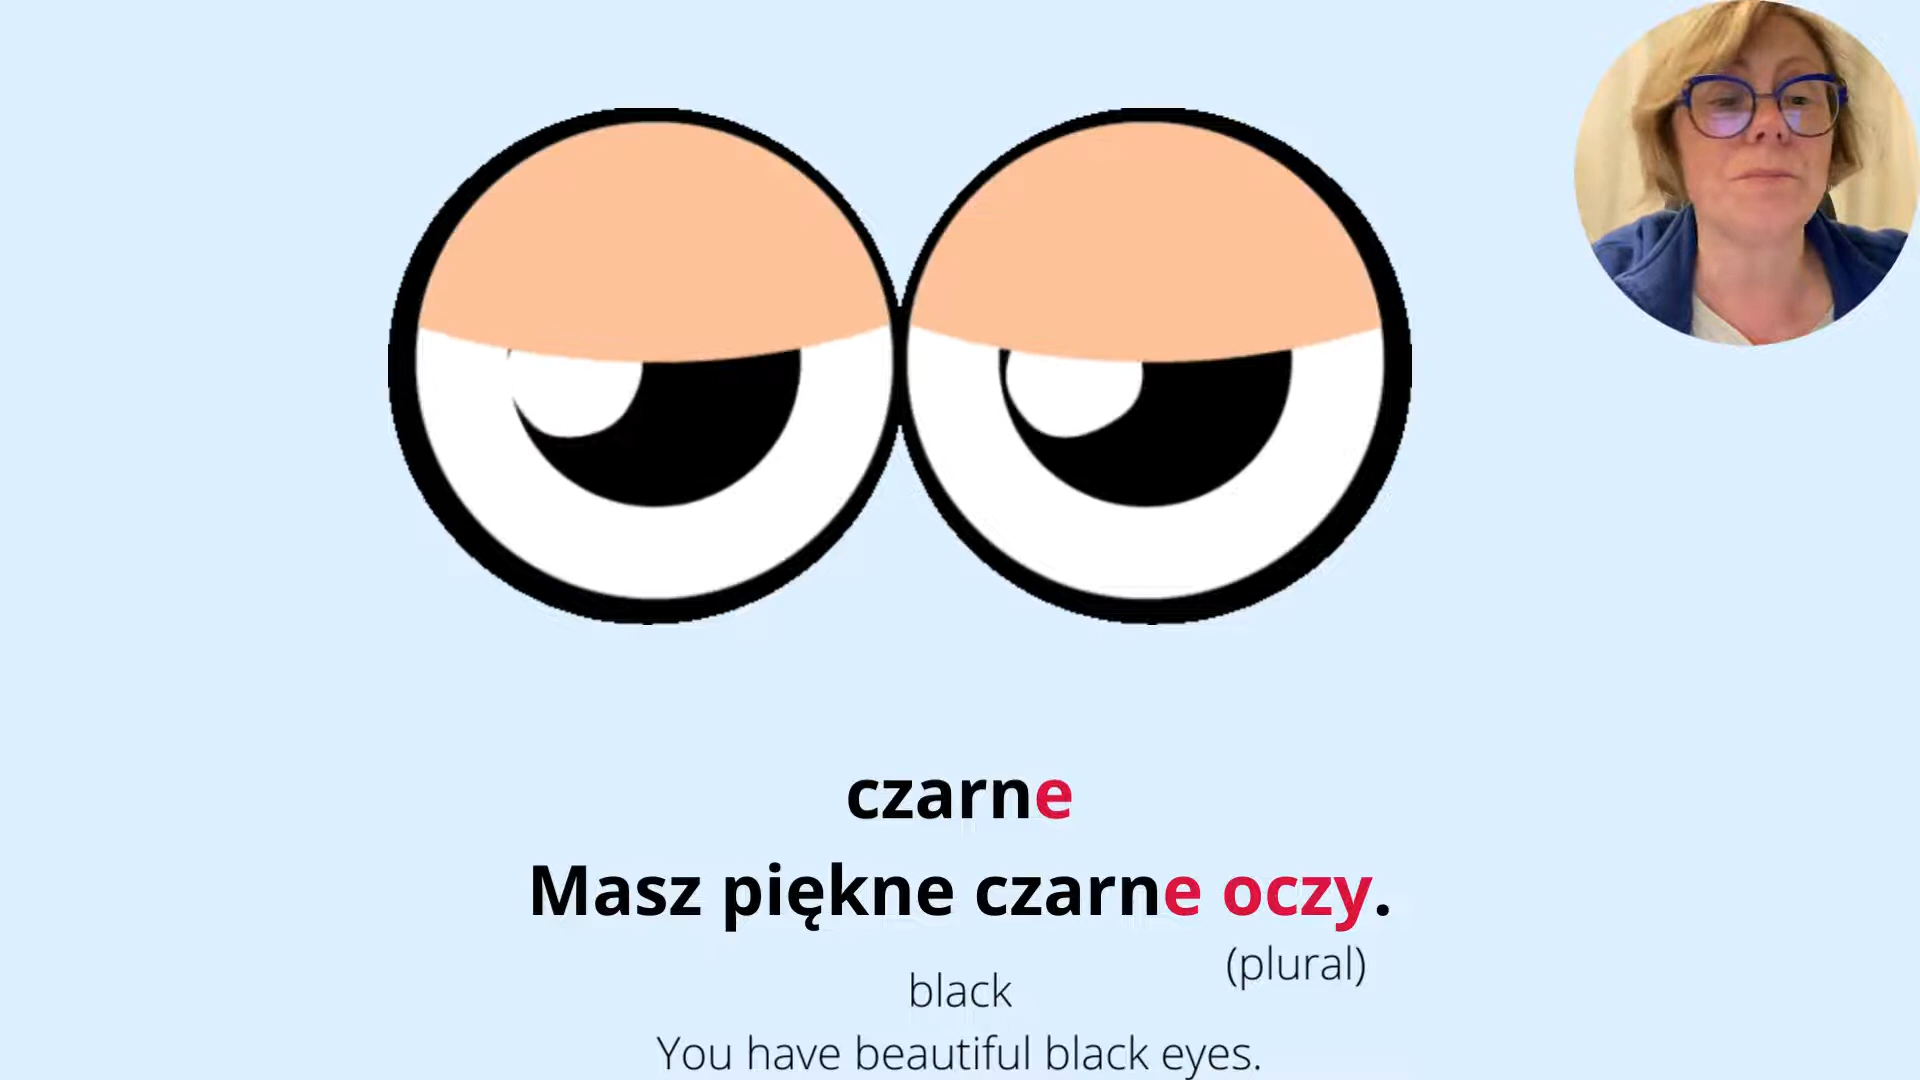 czarne
Masz piękne czarne oczy.
(plural)
black
You have beautiful black eyes.